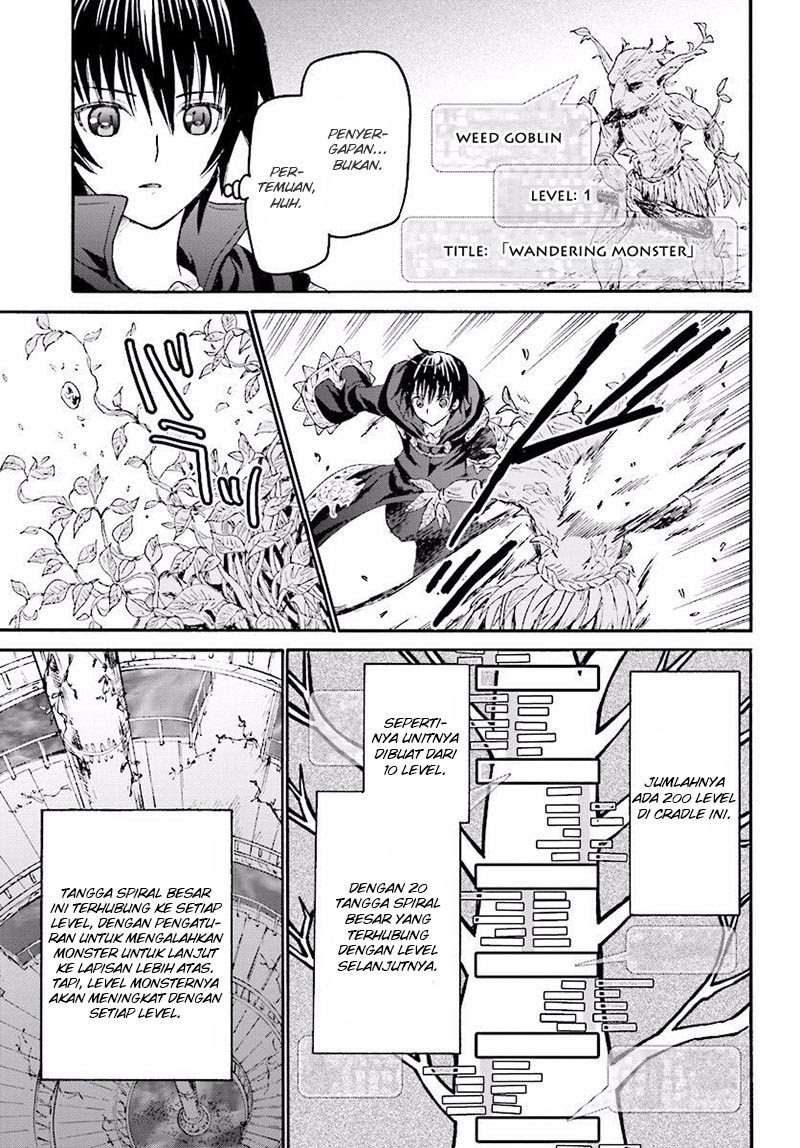 PENYER-
GAPAN...
BUKAN.
PER-
TEMUAN,
HUH.
WEED GOBLIN
LEVEL: 1
TITLE: 「WANDERING MONSTER」
JUMLAHNYA
ADA 200 LEVEL
DI CRADLE INI.
SEPERTI-
NYA UNITNYA
DIBUAT DARI
10 LEVEL.
DENGAN 20
TANGGA SPIRAL
BESAR YANG
TERHUBUNG
DENGAN LEVEL
SELANJUTNYA.
TANGGA SPIRAL BESAR
INI TERHUBUNG KE SETIAP
LEVEL, DENGAN PENGATU-
RAN UNTUK MENGALAHKAN
MONSTER UNTUK LANJUT
KE LAPISAN LEBIH ATAS.
TAPI, LEVEL MONSTERNYA
AKAN MENINGKAT DENGAN
SETIAP LEVEL.